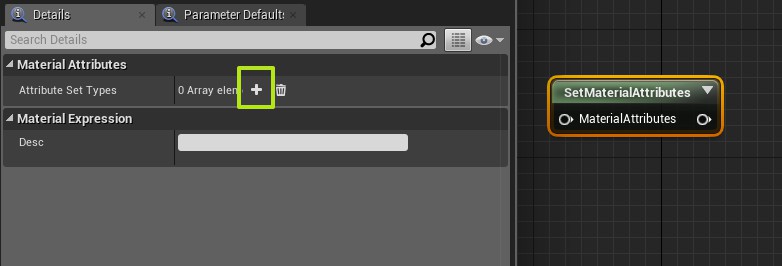 Details
Parameter Defaults
Search Details
Material Attributes
Attribute Set Types
0 Array elem
Material Expression
Desc
SetMaterialAttributes
MaterialAttributes